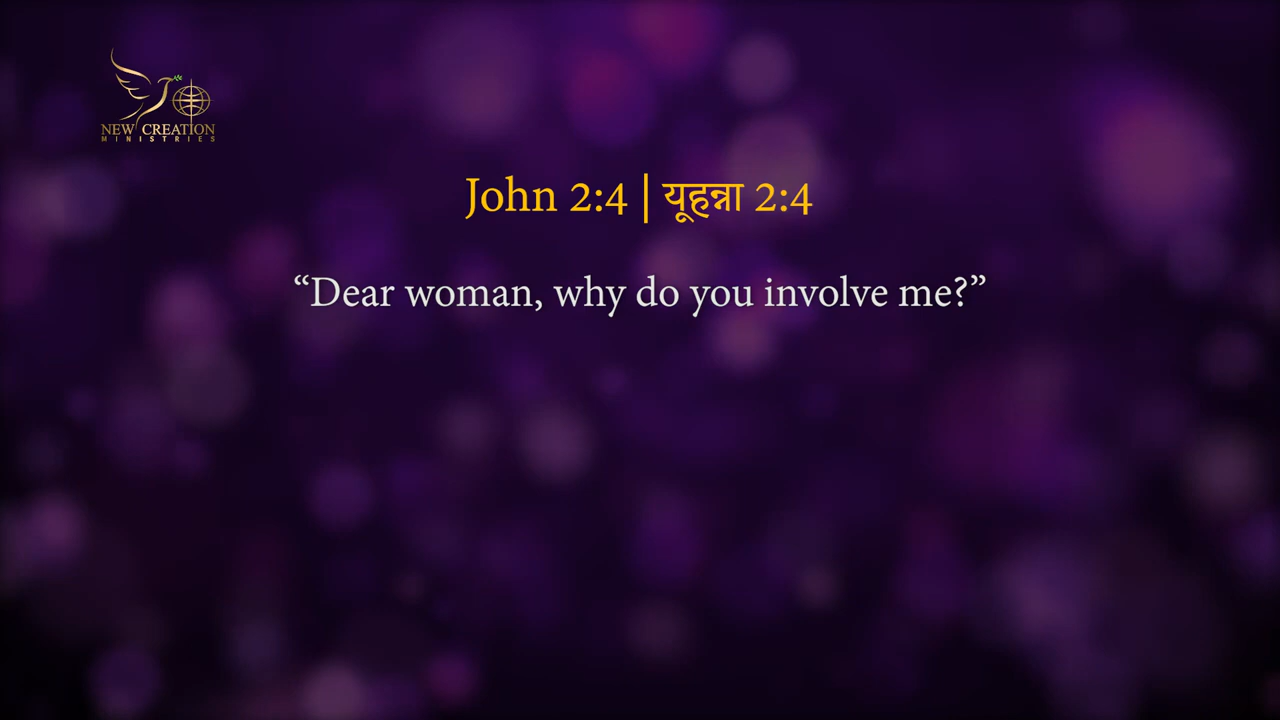 NEW CREATION
MINISTRIES
John 2:4 | यूहन्ना 2:4
“Dear woman, why do you involve me?”